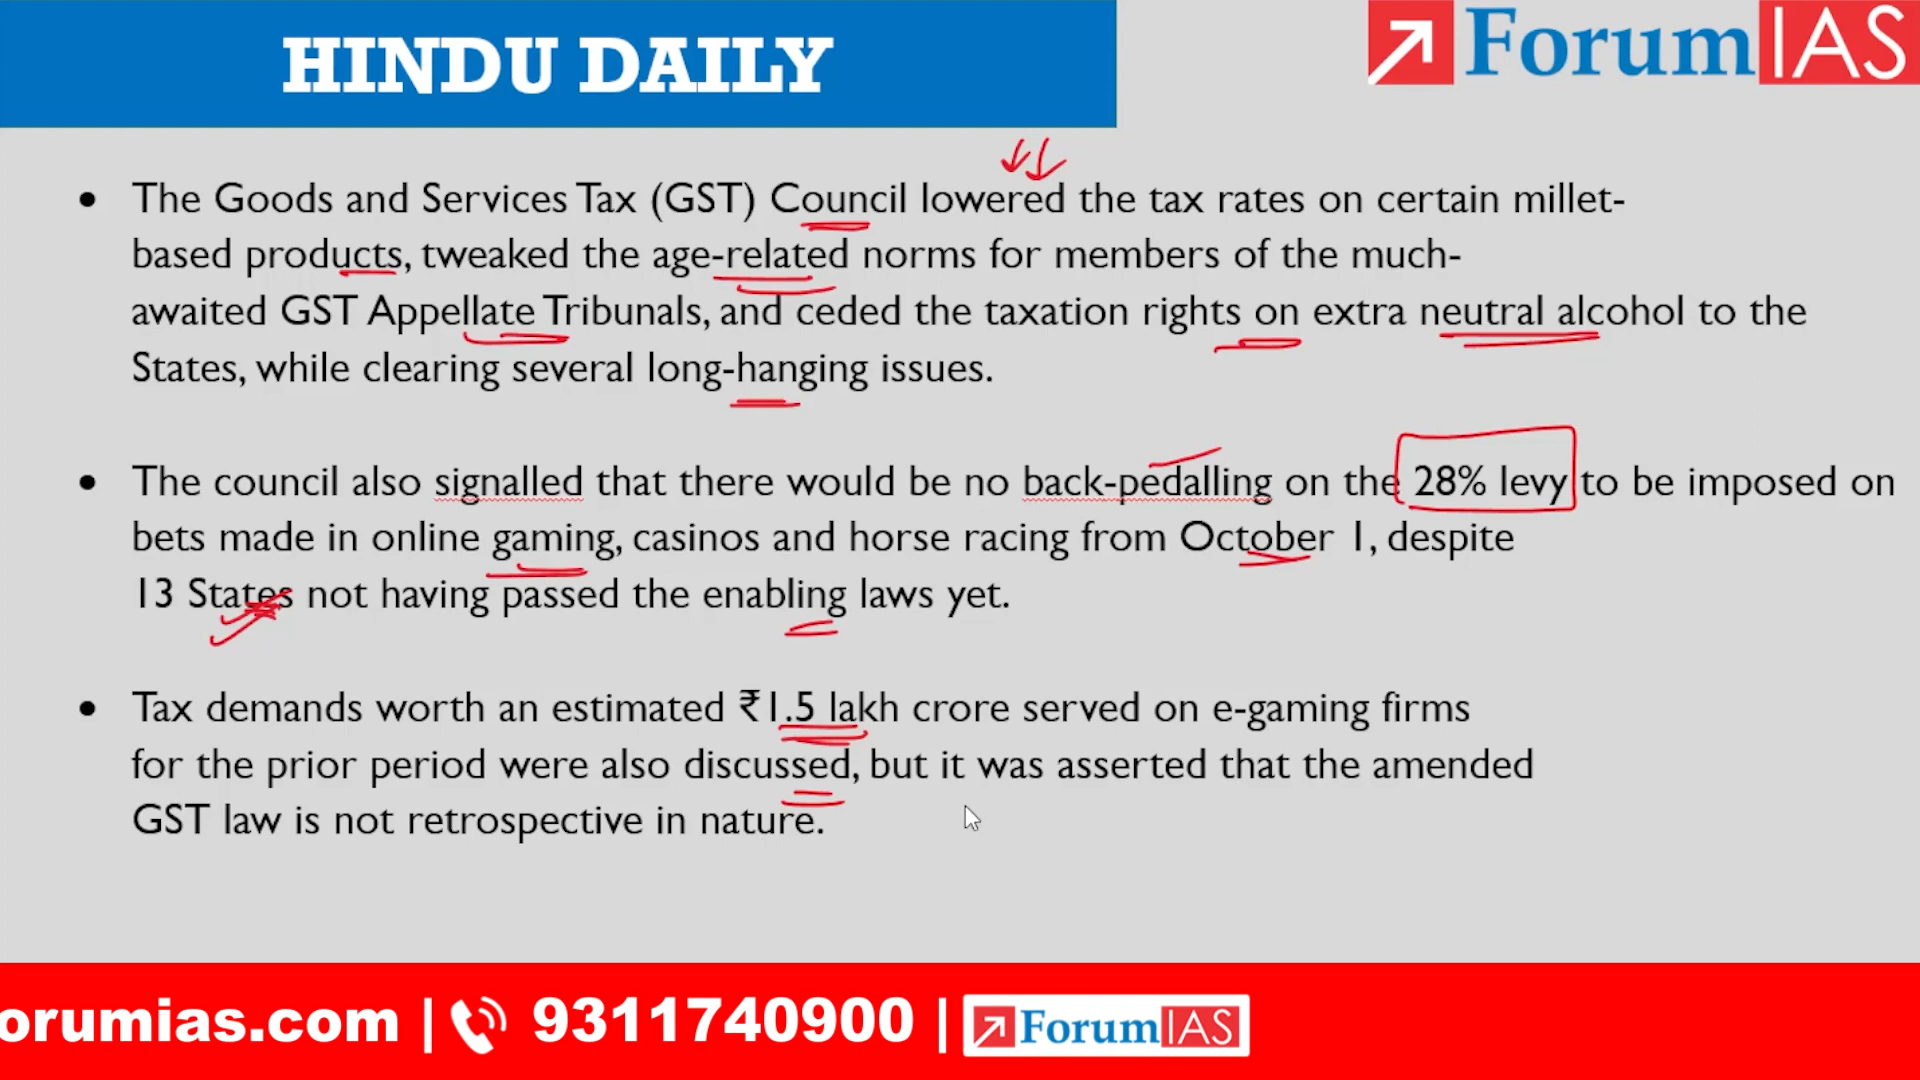 HINDU DAILY
ForumIAS
• The Goods and Services Tax (GST) Council lowered the tax rates on certain millet-
based products, tweaked the age-related norms for members of the much-
awaited GST Appellate Tribunals, and ceded the taxation rights on extra neutral alcohol to the
States, while clearing several long-hanging issues.
• The council also signalled that there would be no back-pedalling on the 28% levy to be imposed on
bets made in online gaming, casinos and horse racing from October 1, despite
13 States not having passed the enabling laws yet.
• Tax demands worth an estimated ₹1.5 lakh crore served on e-gaming firms
for the prior period were also discussed, but it was asserted that the amended
GST law is not retrospective in nature.
orumias.com | 9311740900 | ForumIAS